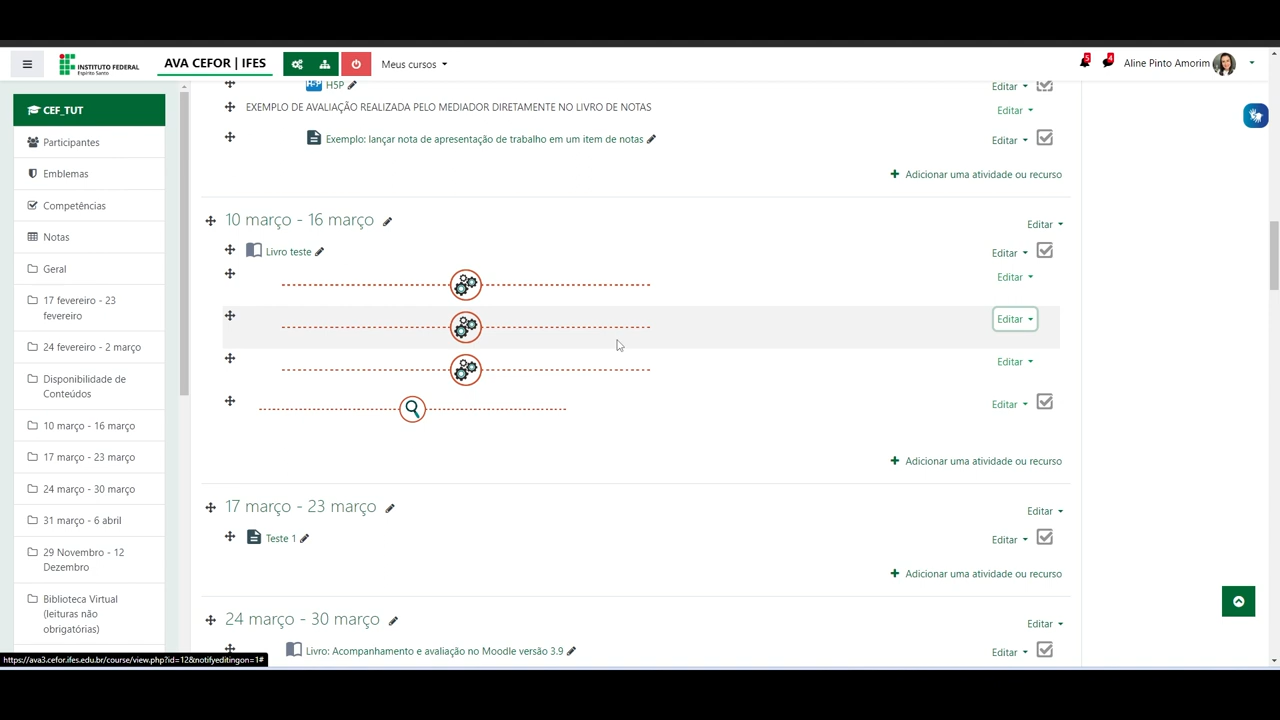 INSTITUTO FEDERAL
Espírito Santo
AVA CEFOR | IFES
Meus cursos
5
4
Aline Pinto Amorim
CEF_TUT
Participantes
Emblemas
Competências
Notas
Geral
17 fevereiro - 23
fevereiro
24 fevereiro - 2 março
Disponibilidade de
Conteúdos
10 março - 16 março
17 março - 23 março
24 março - 30 março
31 março - 6 abril
29 Novembro - 12
Dezembro
Biblioteca Virtual
(leituras não
obrigatórias)
H-P H5P
Editar
EXEMPLO DE AVALIAÇÃO REALIZADA PELO MEDIADOR DIRETAMENTE NO LIVRO DE NOTAS
Editar
Exemplo: lançar nota de apresentação de trabalho em um item de notas
Editar
Adicionar uma atividade ou recurso
10 março - 16 março
Editar
Livro teste
Editar
Editar
Editar
Editar
Editar
Adicionar uma atividade ou recurso
17 março - 23 março
Editar
Teste 1
Editar
Adicionar uma atividade ou recurso
24 março - 30 março
Editar
Livro: Acompanhamento e avaliação no Moodle versão 3.9
Editar
https://ava3.cefor.ifes.edu.br/course/view.php?id=12&notifyeditingon=1#